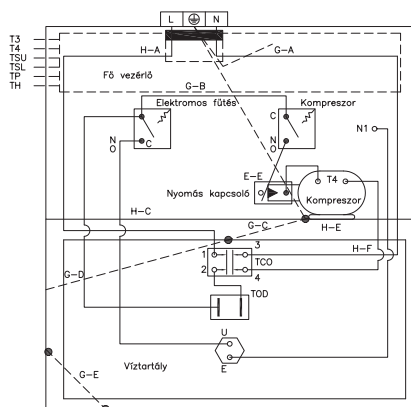 L N
T3
T4
TSU
TSL
TP
TH
H-A
G-A
Fő vezérlő
G-B
Elektromos fűtés
Kompreszor
C
N
O
C
N
O
N1
E-E
T4
Nyomás kapcsoló
Kompreszor
H-C
G-C
H-E
H-F
1
3
TCO
2
4
G-D
TOD
U
E
G-E
Víztartály